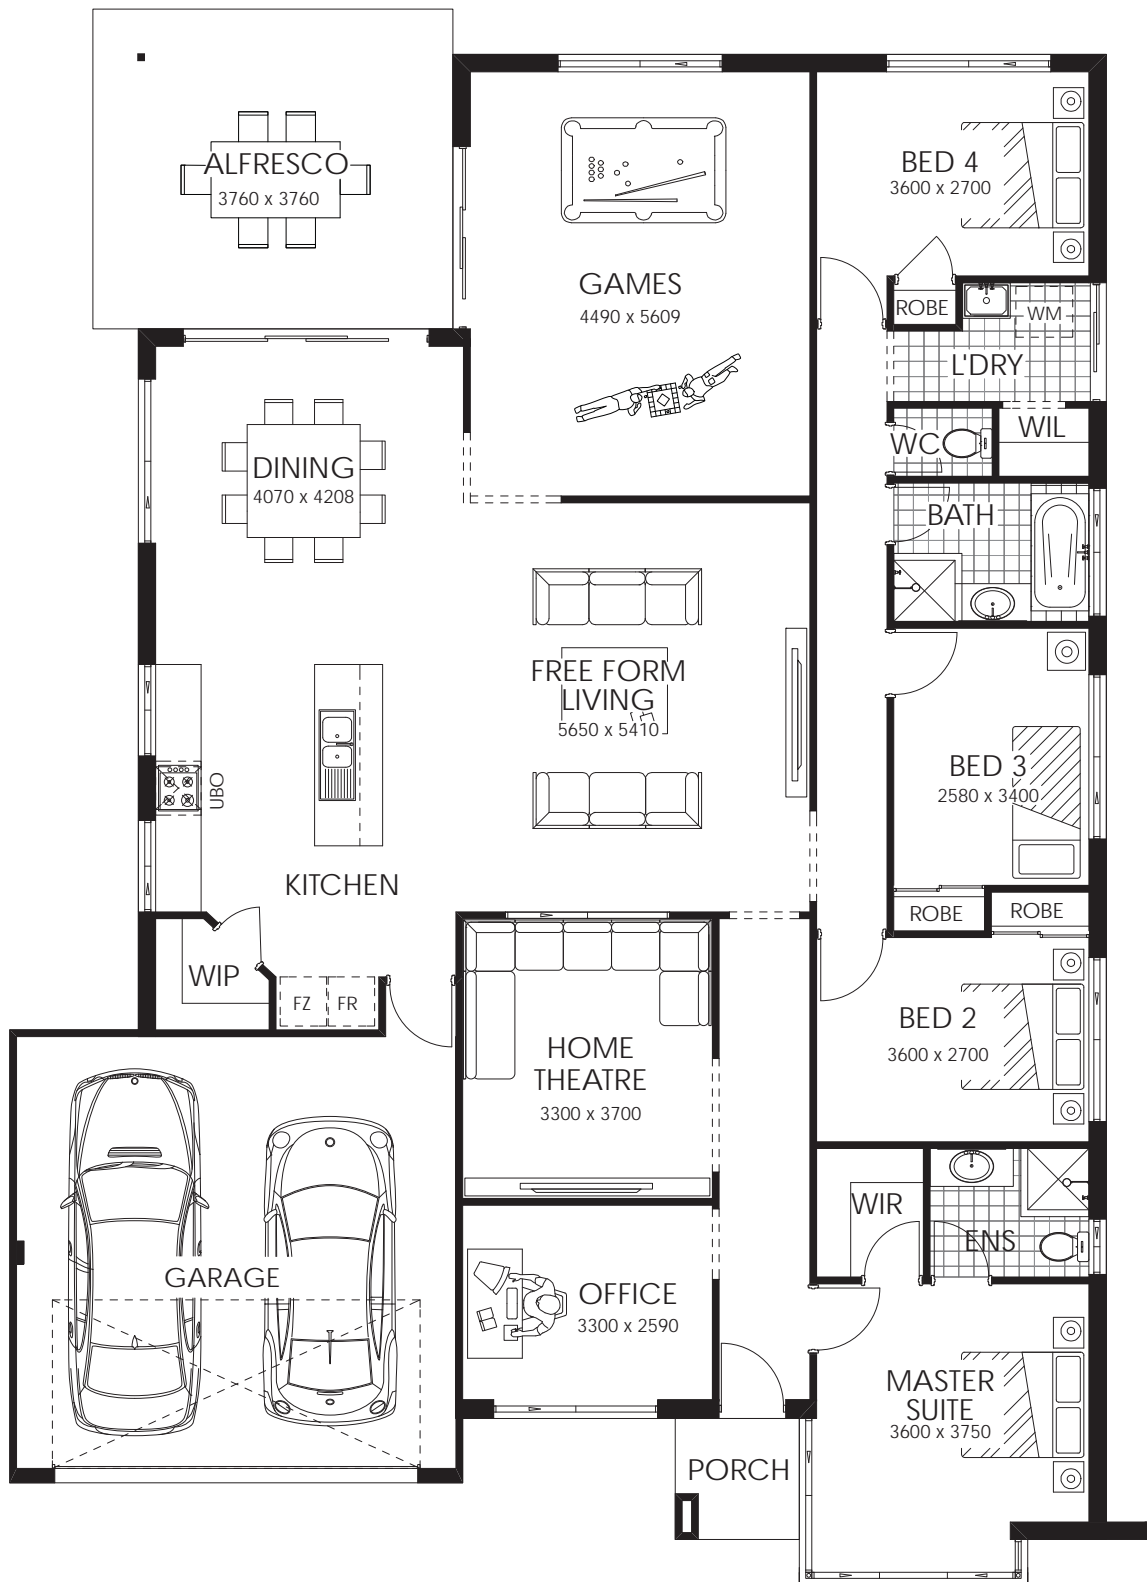 ALFRESCO
3760 x 3760
GAMES
4490 x 5609
BED 4
3600 x 2700
ROBE
WM
L'DRY
WC
WIL
DINING
4070 x 4208
BATH
FREE FORM
LIVING
5650 x 5410
UBO
BED 3
2580 x 3400
KITCHEN
ROBE
ROBE
WIP
FZ
FR
BED 2
3600 x 2700
HOME
THEATRE
3300 x 3700
WIR
ENS
GARAGE
OFFICE
3300 x 2590
MASTER
SUITE
3600 x 3750
PORCH